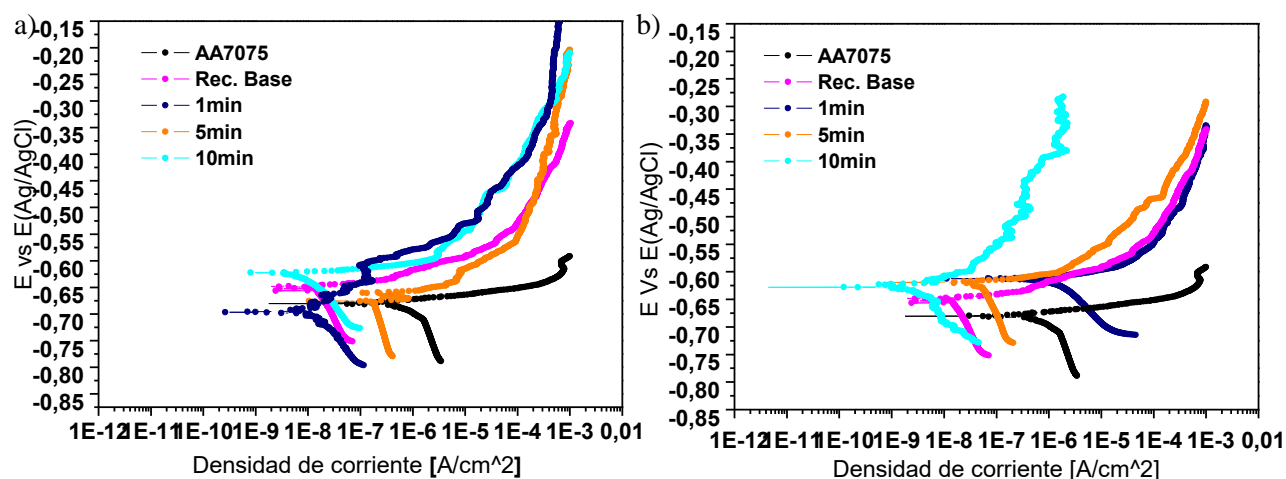 a)
-0,15
-0,20
-0,25
-0,30
-0,35
-0,40
-0,45
-0,50
-0,55
-0,60
-0,65
-0,70
-0,75
-0,80
-0,85
E vs E(Ag/AgCl)
AA7075
Rec. Base
1min
5min
10min
1E-12 1E-11 1E-10 1E-9 1E-8 1E-7 1E-6 1E-5 1E-4 1E-3 0,01
Densidad de corriente [A/cm^2]
b)
-0,15
-0,20
-0,25
-0,30
-0,35
-0,40
-0,45
-0,50
-0,55
-0,60
-0,65
-0,70
-0,75
-0,80
-0,85
E Vs E(Ag/AgCl)
AA7075
Rec. Base
1min
5min
10min
1E-12 1E-11 1E-10 1E-9 1E-8 1E-7 1E-6 1E-5 1E-4 1E-3 0,01
Densidad de corriente [A/cm^2]